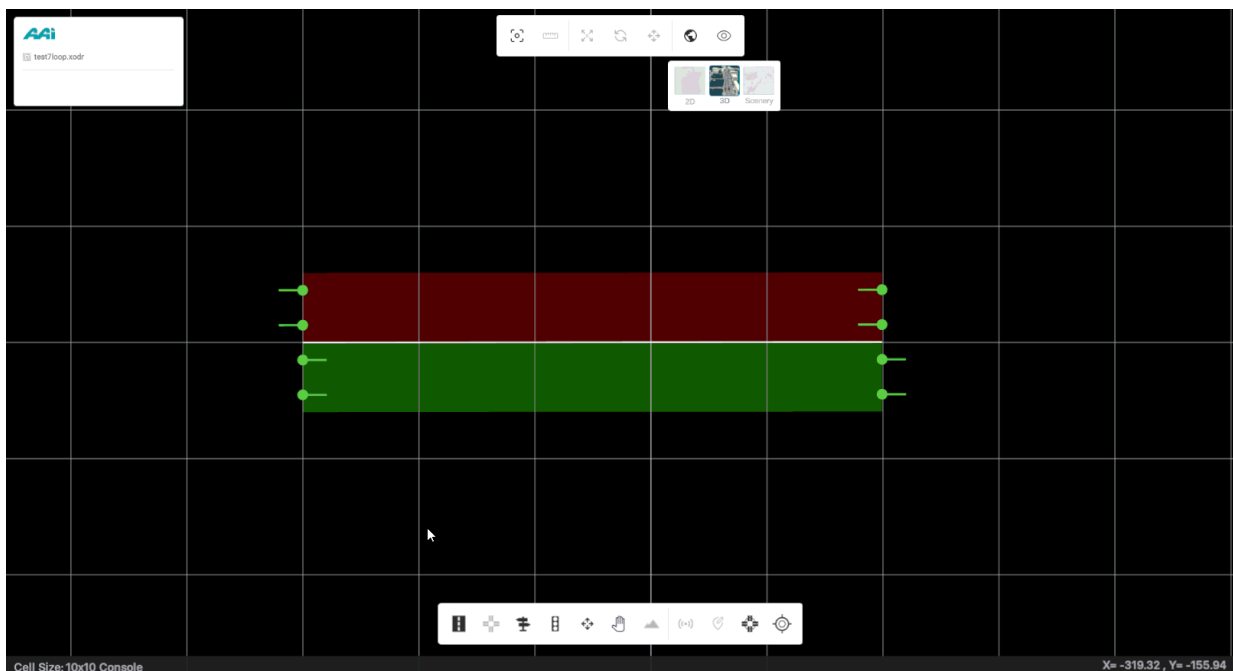 AAi
test7loop.xodr
2D 3D Scenery
Cell Size: 10x10 Console
X= -319.32 , Y= -155.94